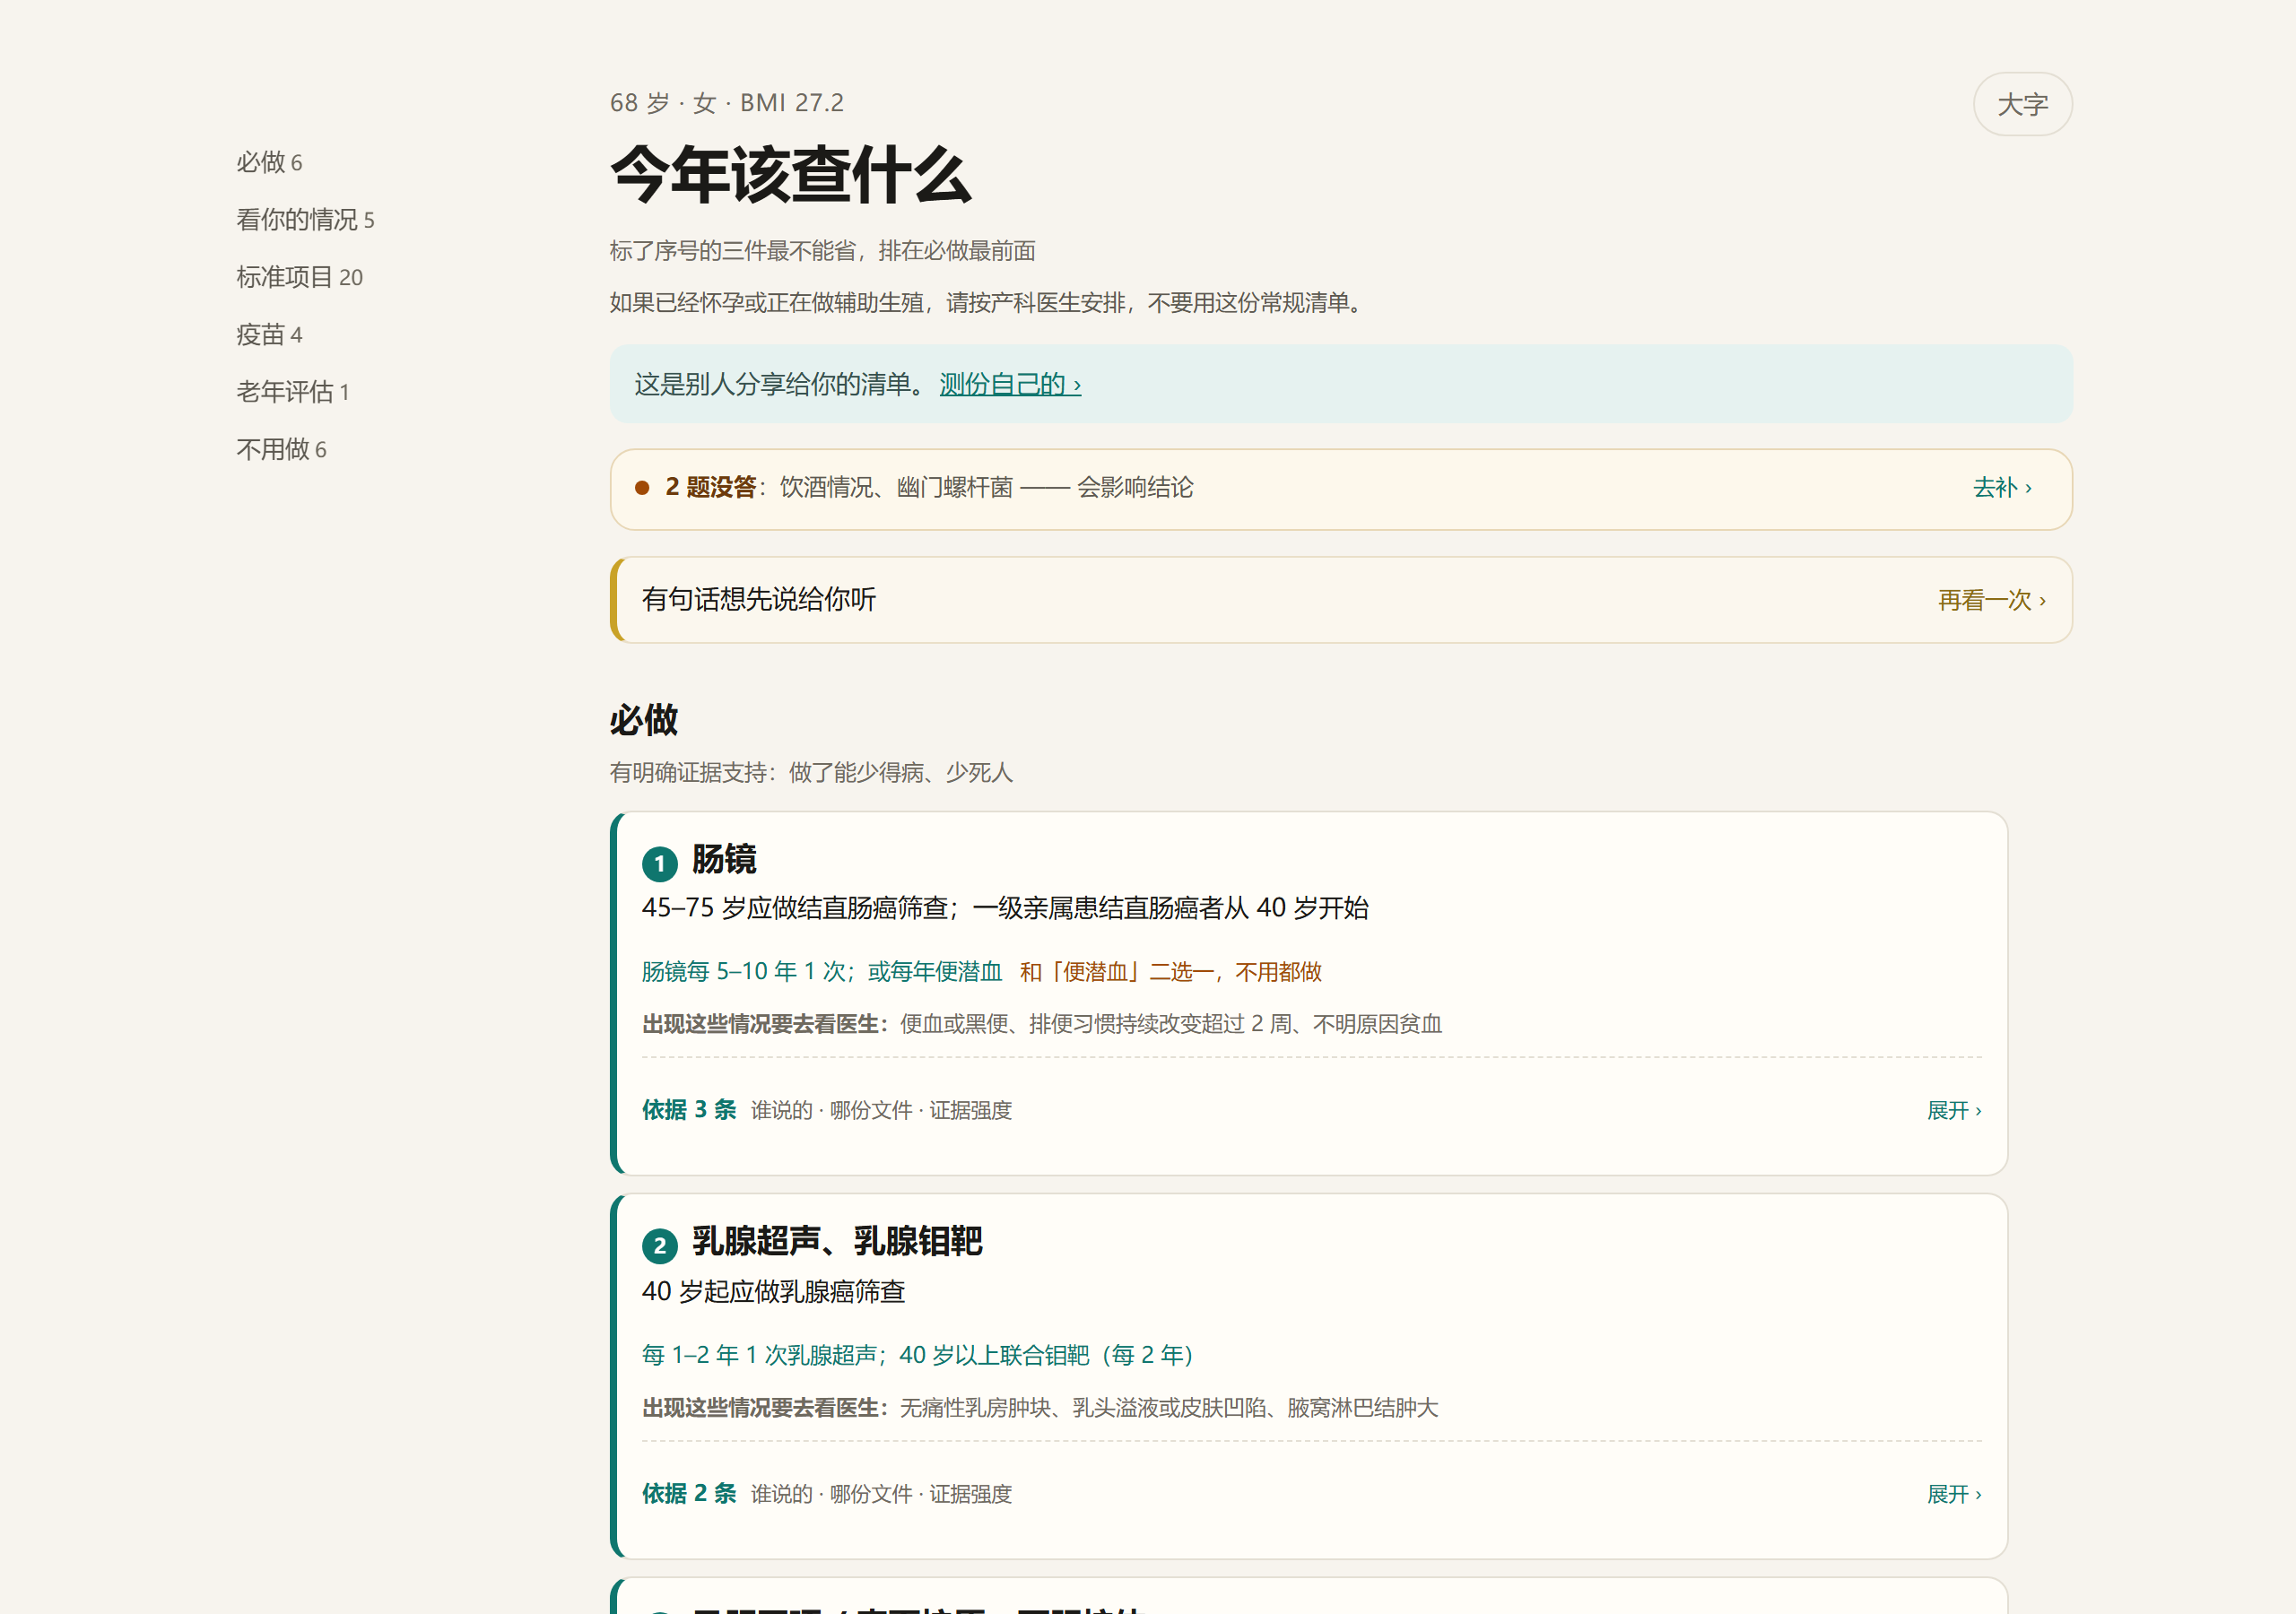 68 岁 · 女 · BMI 27.2
大字
今年该查什么
标了序号的三件最不能省，排在必做最前面
如果已经怀孕或正在做辅助生殖，请按产科医生安排，不要用这份常规清单。
必做 6
看你的情况 5
标准项目 20
疫苗 4
老年评估 1
不用做 6
这是别人分享给你的清单。 测份自己的 ›
2 题没答：饮酒情况、幽门螺杆菌 —— 会影响结论
去补 ›
有句话想先说给你听
再看一次 ›
必做
有明确证据支持：做了能少得病、少死人
1 肠镜
45–75 岁应做结直肠癌筛查；一级亲属患结直肠癌者从 40 岁开始
肠镜每 5–10 年 1 次；或每年便潜血 和「便潜血」二选一，不用都做
出现这些情况要去看医生：便血或黑便、排便习惯持续改变超过 2 周、不明原因贫血
依据 3 条 谁说的 · 哪份文件 · 证据强度
展开 ›
2 乳腺超声、乳腺钼靶
40 岁起应做乳腺癌筛查
每 1–2 年 1 次乳腺超声；40 岁以上联合钼靶（每 2 年）
出现这些情况要去看医生：无痛性乳房肿块、乳头溢液或皮肤凹陷、腋窝淋巴结肿大
依据 2 条 谁说的 · 哪份文件 · 证据强度
展开 ›